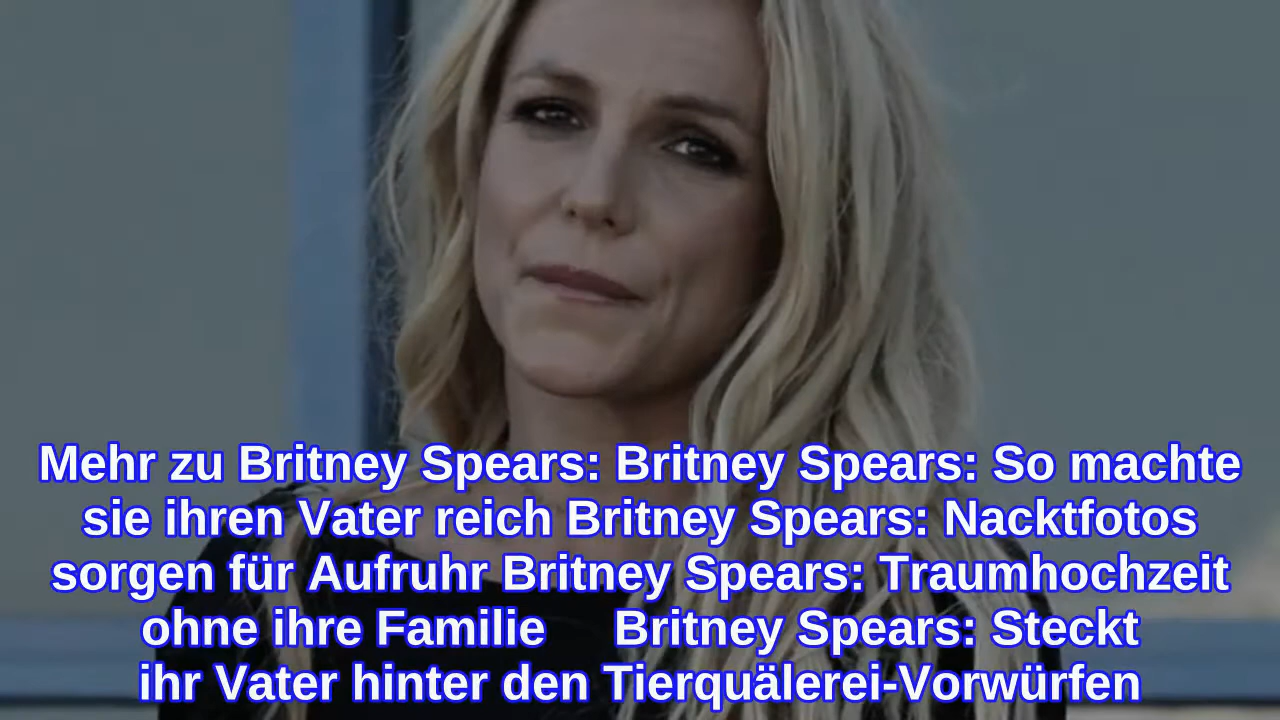 Mehr zu Britney Spears: Britney Spears: So machte
sie ihren Vater reich Britney Spears: Nacktfotos
sorgen für Aufruhr Britney Spears: Traumhochzeit
ohne ihre Familie Britney Spears: Steckt
ihr Vater hinter den Tierquälerei-Vorwürfen